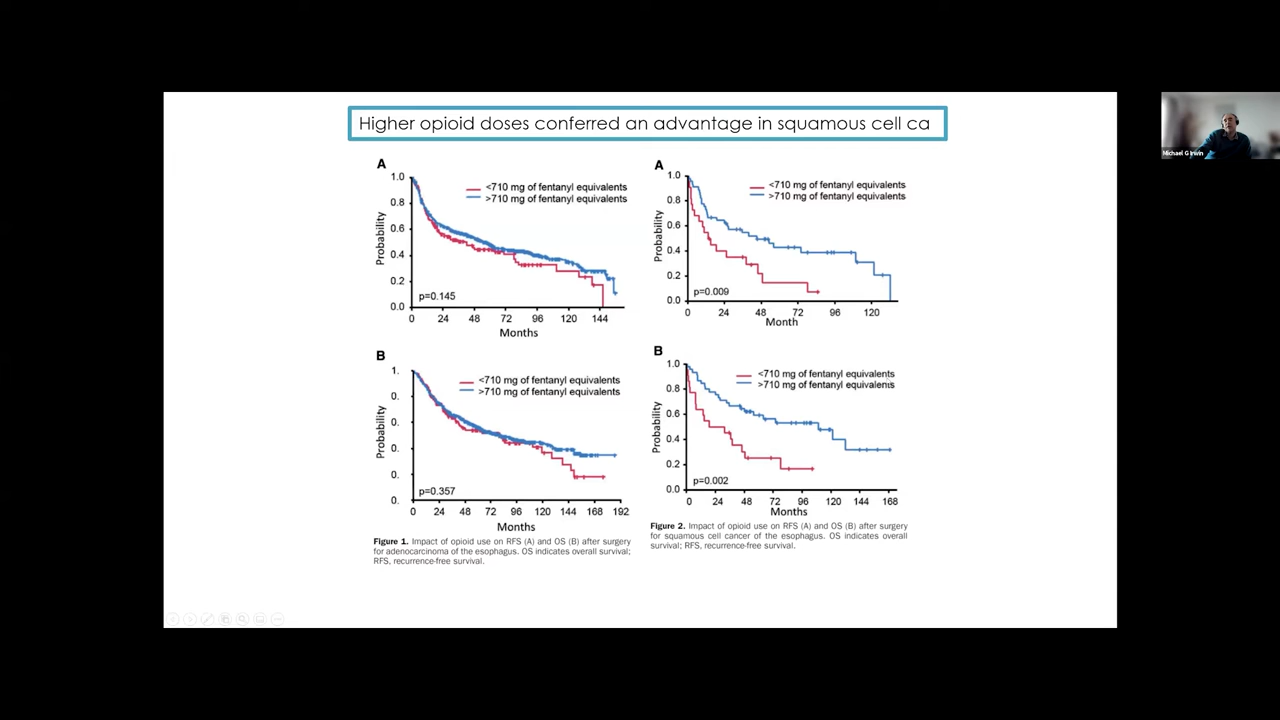 Higher opioid doses conferred an advantage in squamous cell ca
A
1.0
0.8
0.6
0.4
0.2
0.0
Probability
<710 mg of fentanyl equivalents
>710 mg of fentanyl equivalents
p=0.145
0 24 48 72 96 120 144
Months
B
1.
0.
0.
0.
0.
0.
Probability
<710 mg of fentanyl equivalents
>710 mg of fentanyl equivalents
p=0.357
0 24 48 72 96 120 144 168 192
Months
Figure 1. Impact of opioid use on RFS (A) and OS (B) after surgery
for adenocarcinoma of the esophagus. OS indicates overall survival;
RFS, recurrence-free survival.
A
1.0
0.8
0.6
0.4
0.2
0.0
Probability
<710 mg of fentanyl equivalents
>710 mg of fentanyl equivalents
p=0.009
0 24 48 72 96 120
Month
B
1.0
0.8
0.6
0.4
0.2
0.0
Probability
<710 mg of fentanyl equivalents
>710 mg of fentanyl equivalents
p=0.002
0 24 48 72 96 120 144 168
Months
Figure 2. Impact of opioid use on RFS (A) and OS (B) after surgery
for squamous cell cancer of the esophagus. OS indicates overall
survival; RFS, recurrence-free survival.
Michael G Irwin